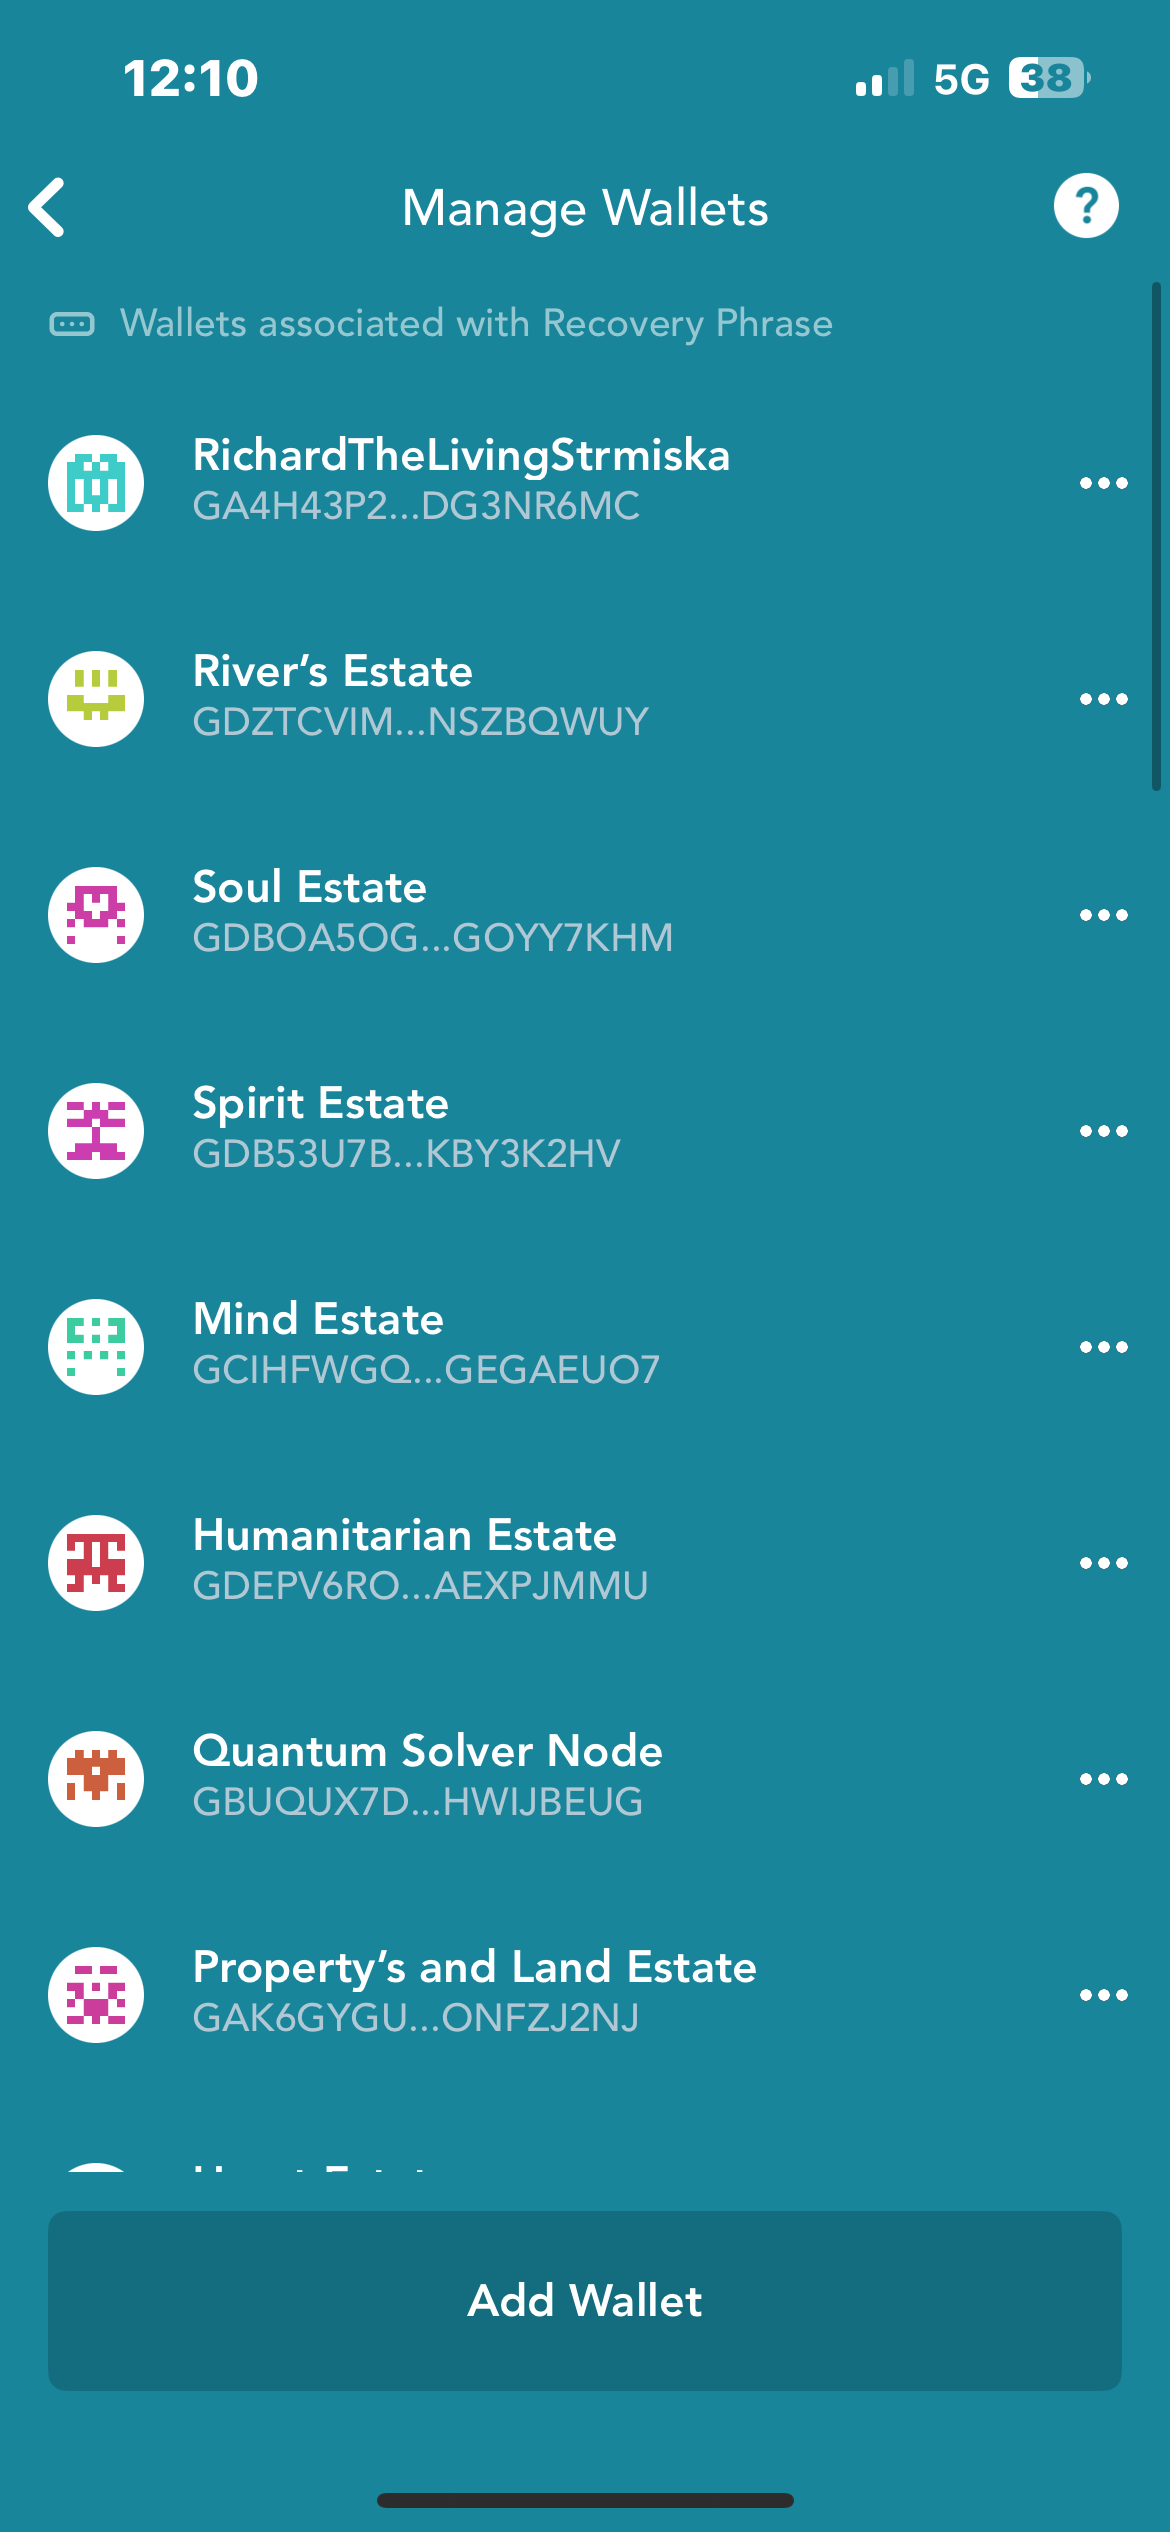 12:10
5G 38
Manage Wallets
?
Wallets associated with Recovery Phrase
RichardTheLivingStrmiska
GA4H43P2...DG3NR6MC
River’s Estate
GDZTCVIM...NSZBQWUY
Soul Estate
GDBOA5OG...GOYY7KHM
Spirit Estate
GDB53U7B...KBY3K2HV
Mind Estate
GCIHFWGQ...GEGAEUO7
Humanitarian Estate
GDEPV6RO...AEXPJMMU
Quantum Solver Node
GBUQUX7D...HWIJBEUG
Property’s and Land Estate
GAK6GYGU...ONFZJ2NJ
Add Wallet